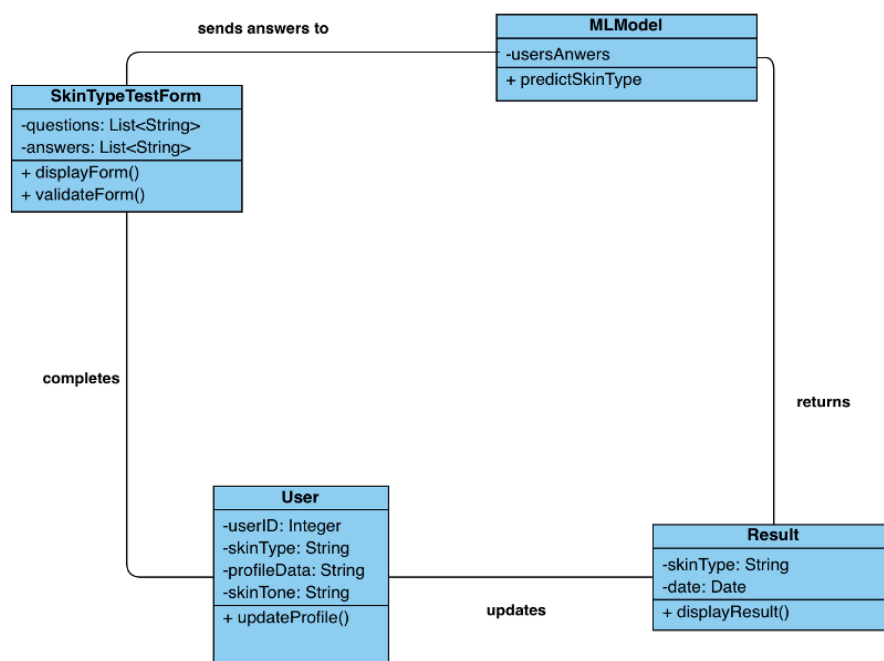 sends answers to
MLModel
-usersAnwers
+ predictSkinType
SkinTypeTestForm
-questions: List<String>
-answers: List<String>
+ displayForm()
+ validateForm()
completes
returns
User
-userID: Integer
-skinType: String
-profileData: String
-skinTone: String
+ updateProfile()
updates
Result
-skinType: String
-date: Date
+ displayResult()